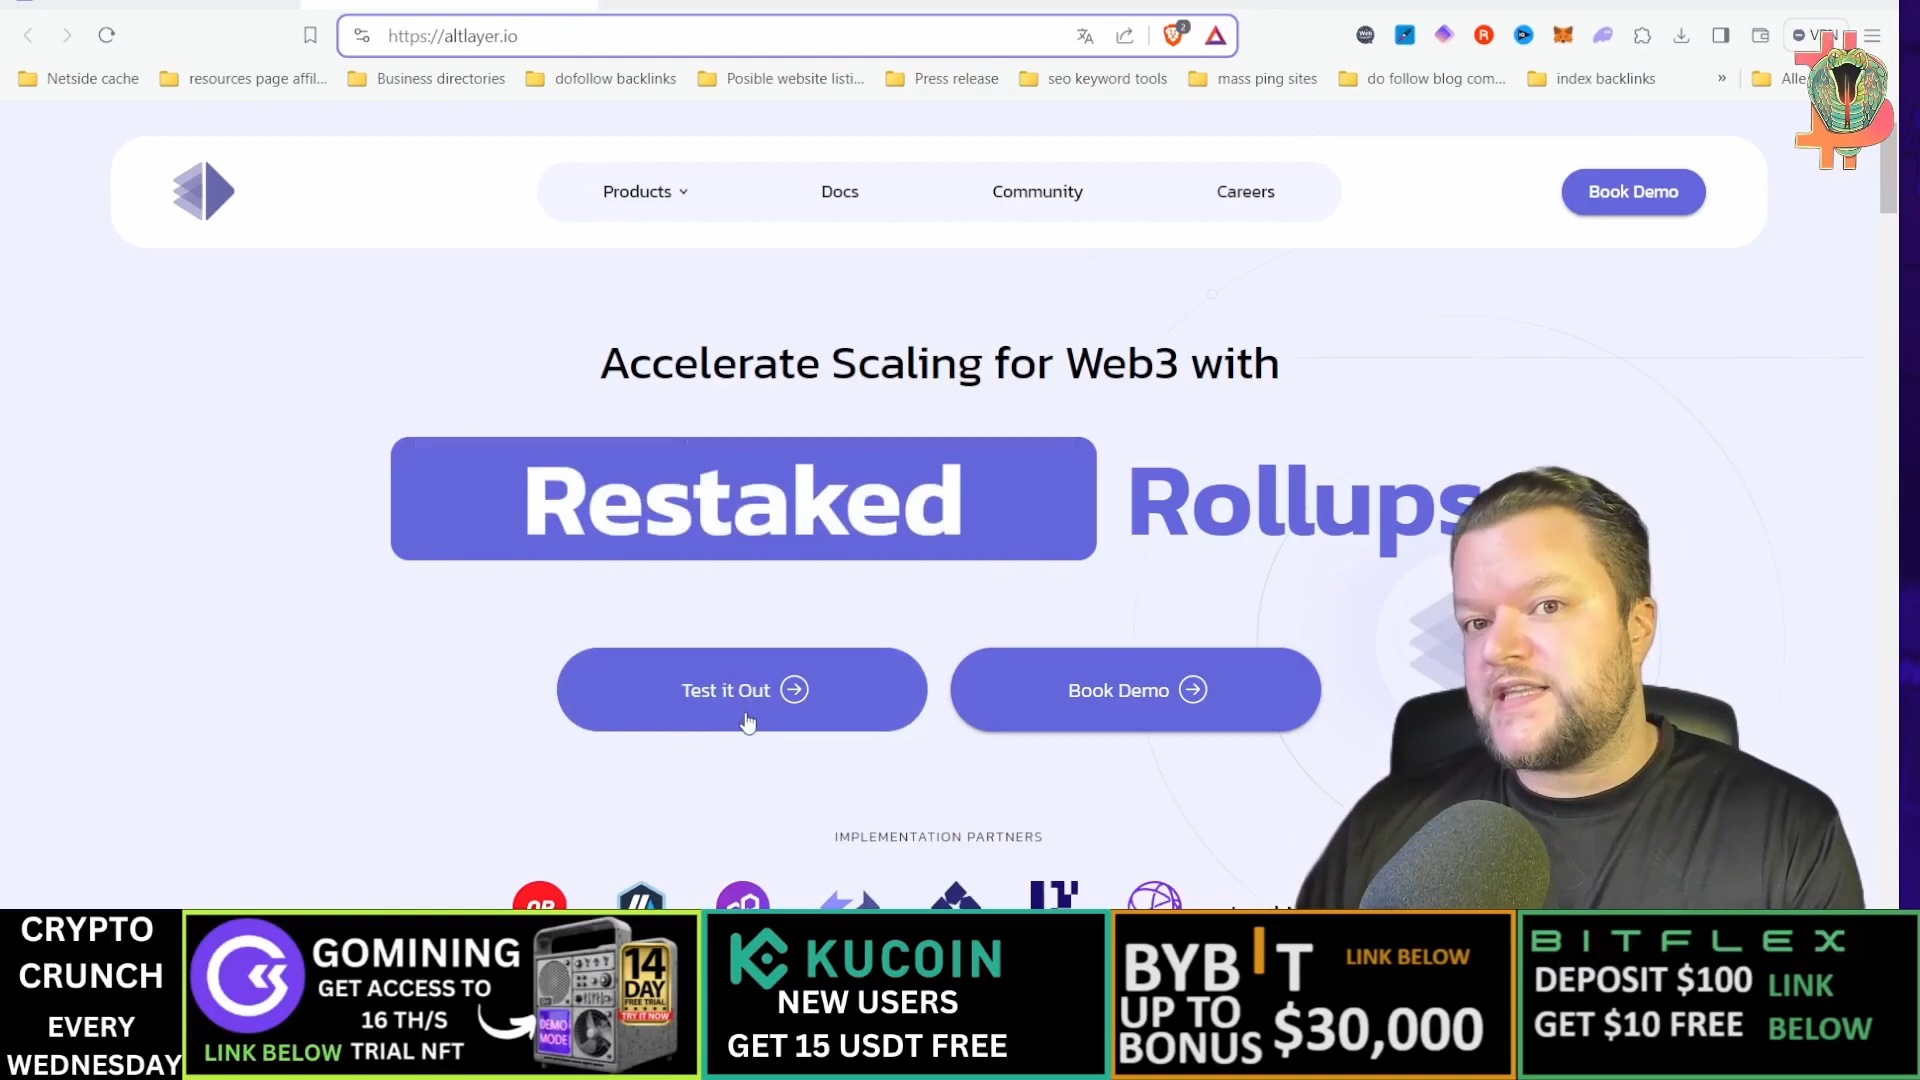 https://altlayer.io
2
VPN
Netside cache
resources page affil...
Business directories
dofollow backlinks
Posible website listi...
Press release
seo keyword tools
mass ping sites
do follow blog com...
index backlinks
»
Alle
Products
Docs
Community
Careers
Book Demo
Accelerate Scaling for Web3 with
Restaked Rollups
Test it Out
Book Demo
IMPLEMENTATION PARTNERS
CRYPTO
CRUNCH
EVERY
WEDNESDAY
GOMINING
GET ACCESS TO
16 TH/S
LINK BELOW TRIAL NFT
DEMO
MODE
14
DAY
FREE TRIAL
TRY IT NOW
KUCOIN
NEW USERS
GET 15 USDT FREE
BYBIT
LINK BELOW
UP TO
BONUS $30,000
BITFLEX
DEPOSIT $100
GET $10 FREE
LINK
BELOW